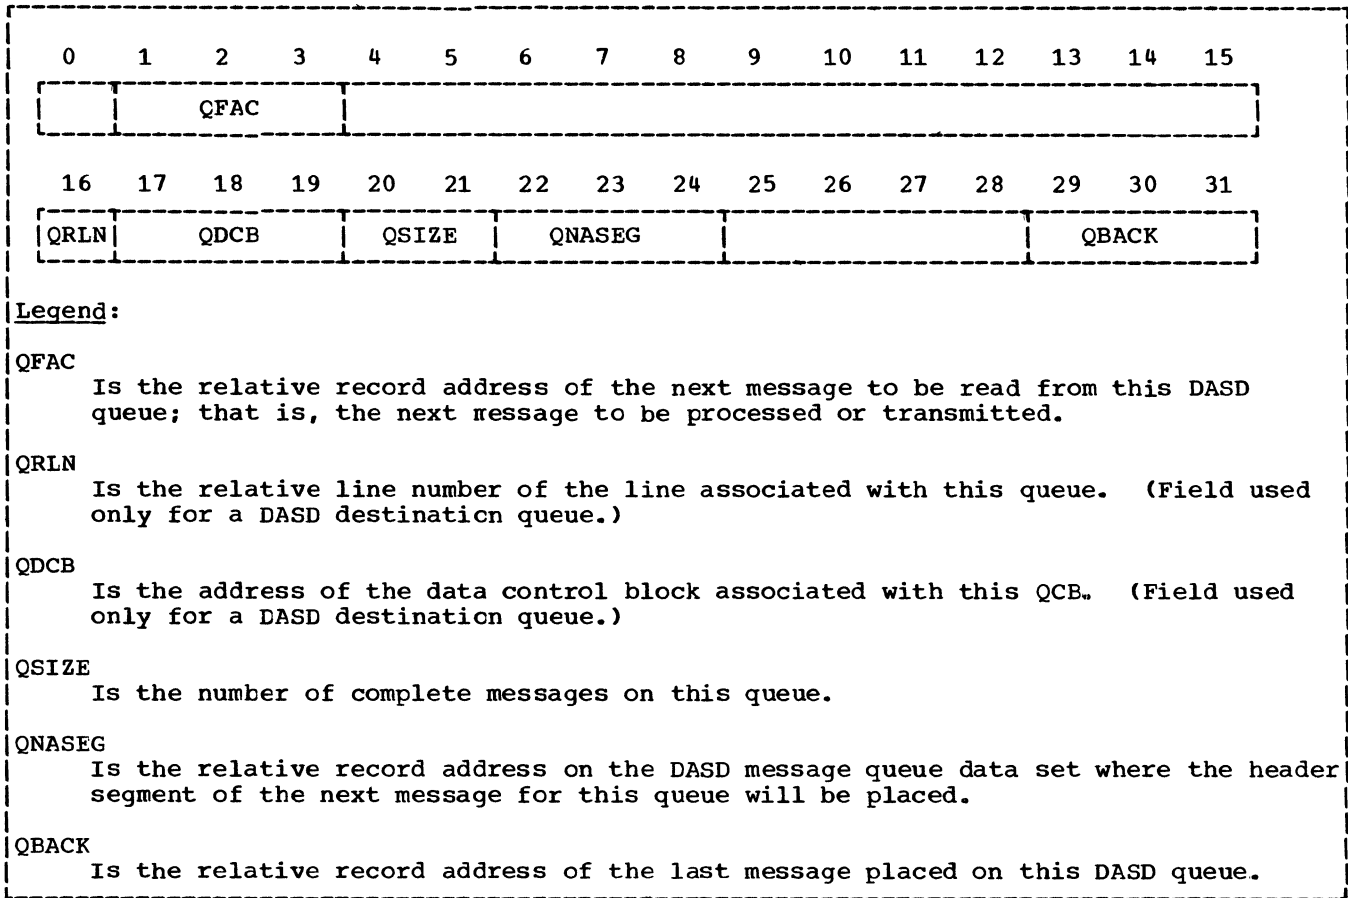 0 1 2 3 4 5 6 7 8 9 10 11 12 13 14 15
QFAC
16 17 18 19 20 21 22 23 24 25 26 27 28 29 30 31
QRLN QDCB QSIZE QNASEG QBACK
Legend:
QFAC
Is the relative record address of the next message to be read from this DASD
queue; that is, the next message to be processed or transmitted.
QRLN
Is the relative line number of the line associated with this queue. (Field used
only for a DASD destination queue.)
QDCB
Is the address of the data control block associated with this QCB. (Field used
only for a DASD destination queue.)
QSIZE
Is the number of complete messages on this queue.
QNASEG
Is the relative record address on the DASD message queue data set where the header
segment of the next message for this queue will be placed.
QBACK
Is the relative record address of the last message placed on this DASD queue.